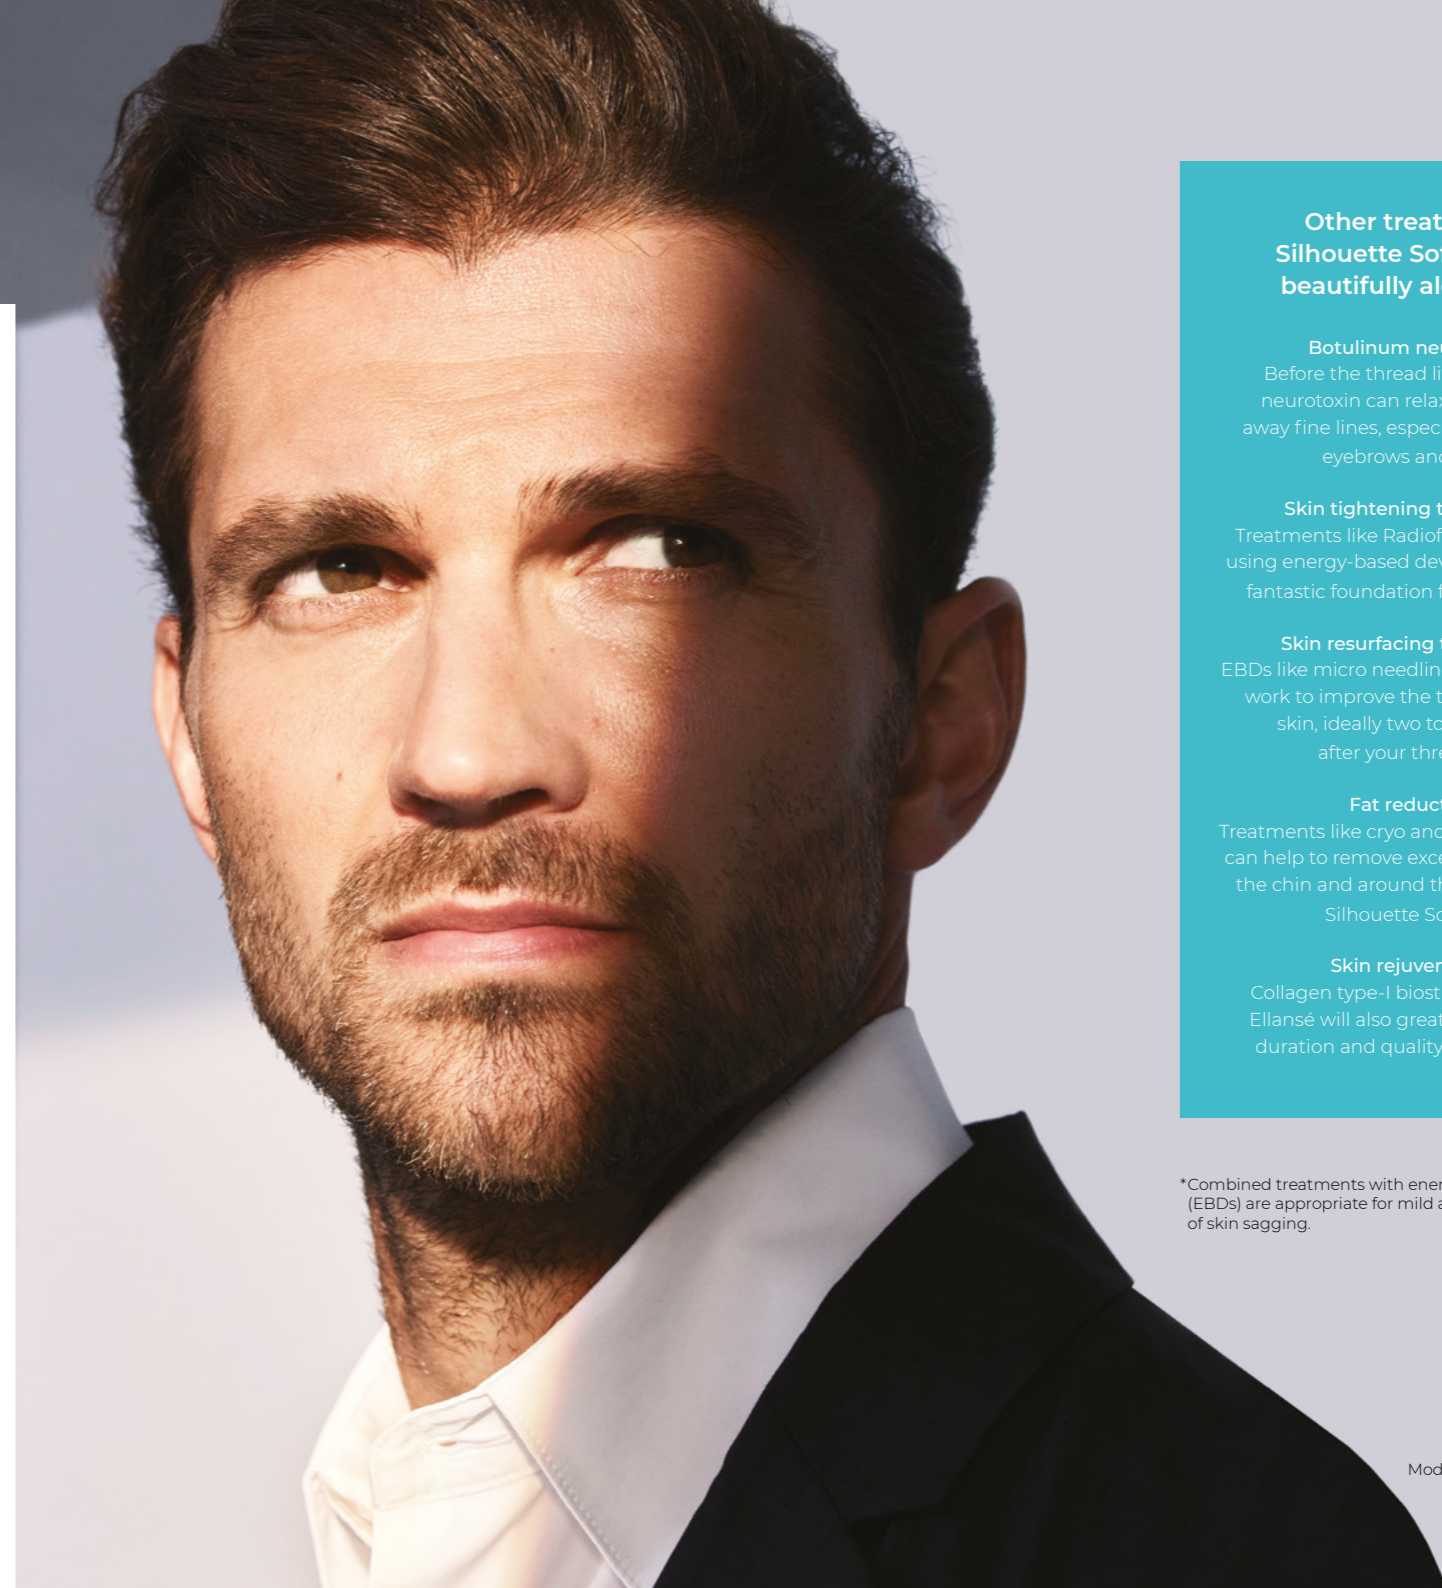 Other treat
Silhouette So
beautifully al
Botulinum neu
Before the thread li
neurotoxin can relax
away fine lines, espec
eyebrows and
Skin tightening t
Treatments like Radiof
using energy-based dev
fantastic foundation f
Skin resurfacing t
EBDs like micro needlin
work to improve the t
skin, ideally two to
after your thre
Fat reduct
Treatments like cryo and
can help to remove exce
the chin and around th
Silhouette So
Skin rejuven
Collagen type-I biost
Ellansé will also great
duration and quality
*Combined treatments with ener
(EBDs) are appropriate for mild a
of skin sagging.
Mod